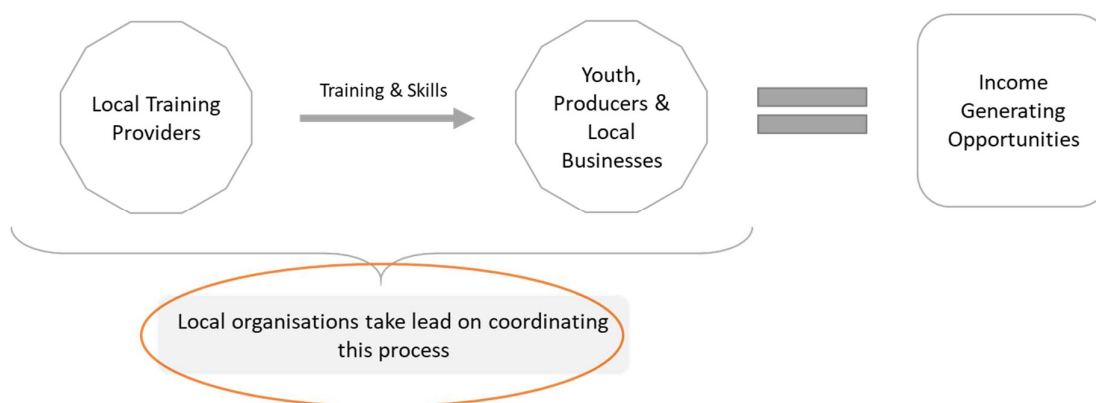 Local Training
Providers
Training & Skills
Youth,
Producers &
Local
Businesses
Income
Generating
Opportunities
Local organisations take lead on coordinating
this process